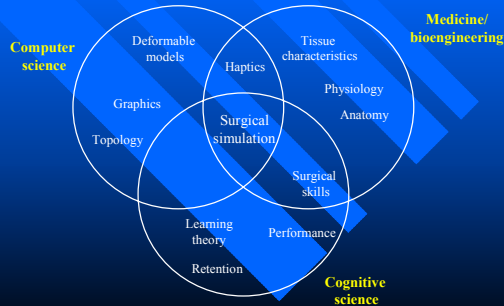 Medicine/
bioengineering
Computer
science
Deformable
models
Tissue
characteristics
Haptics
Physiology
Graphics
Anatomy
Surgical
simulation
Topology
Surgical
skills
Learning
theory
Performance
Retention
Cognitive
science